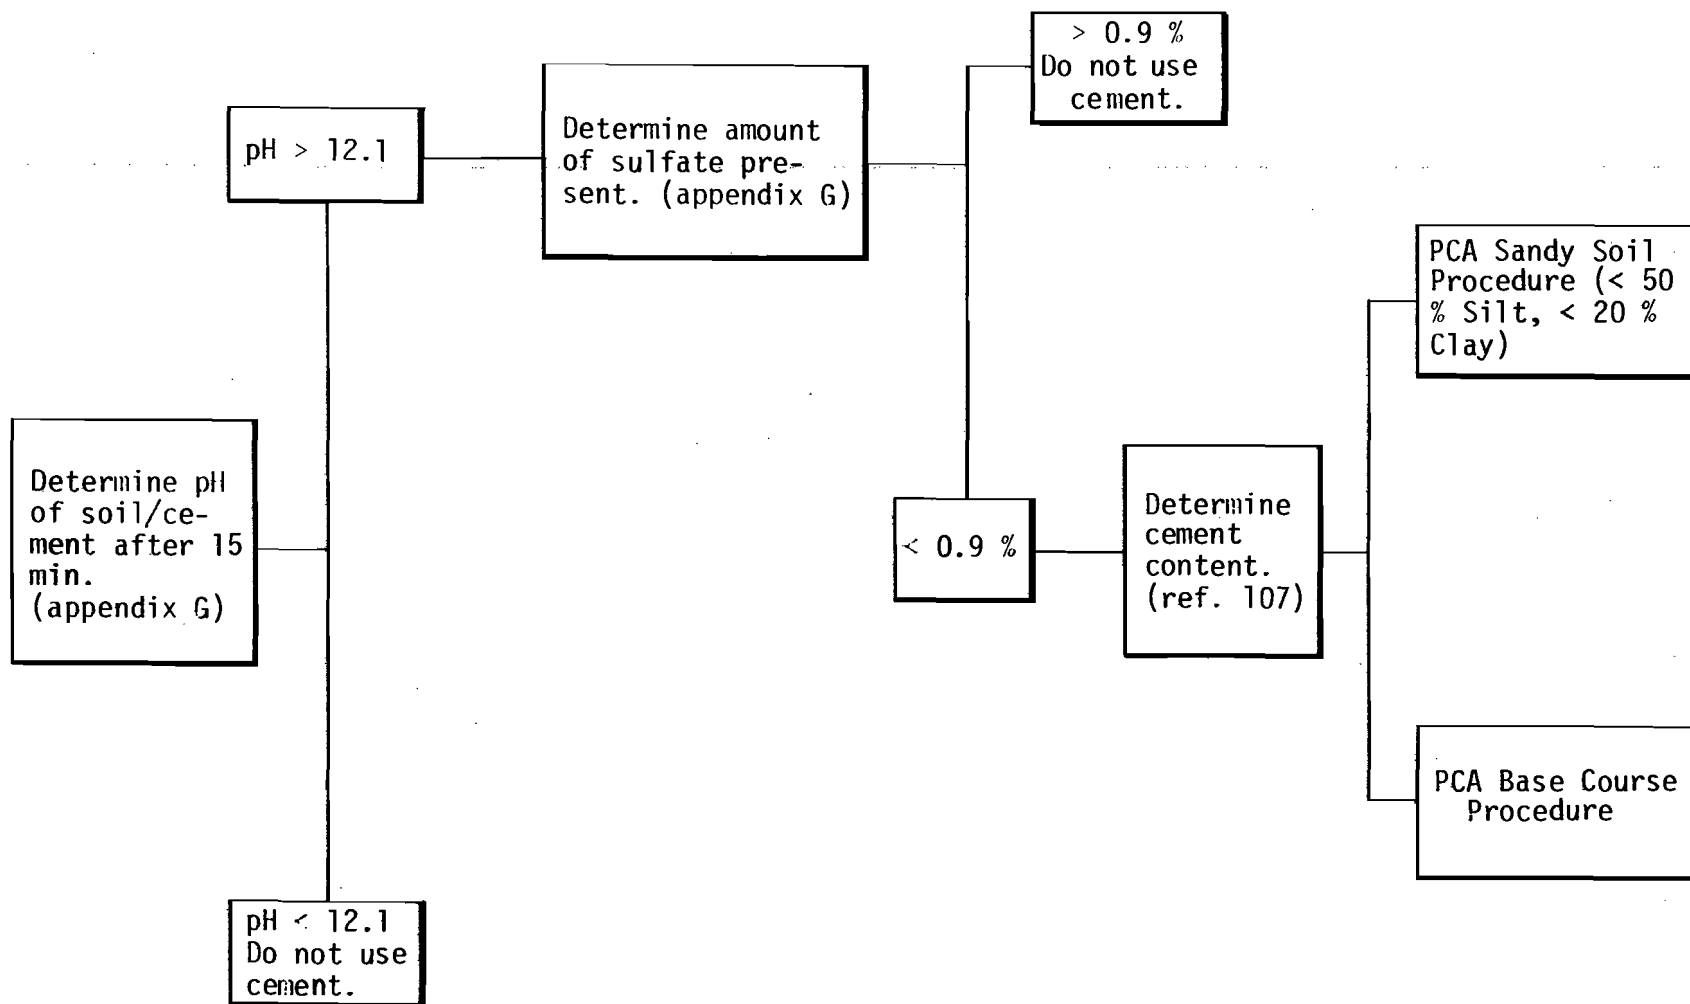 > 0.9 %
Do not use
cement.
pH > 12.1
Determine amount
of sulfate pre-
sent. (appendix G)
PCA Sandy Soil
Procedure (< 50
% Silt, < 20 %
Clay)
Determine pH
of soil/ce-
ment after 15
min.
(appendix G)
< 0.9 %
Determine
cement
content.
(ref. 107)
PCA Base Course
Procedure
pH < 12.1
Do not use
cement.